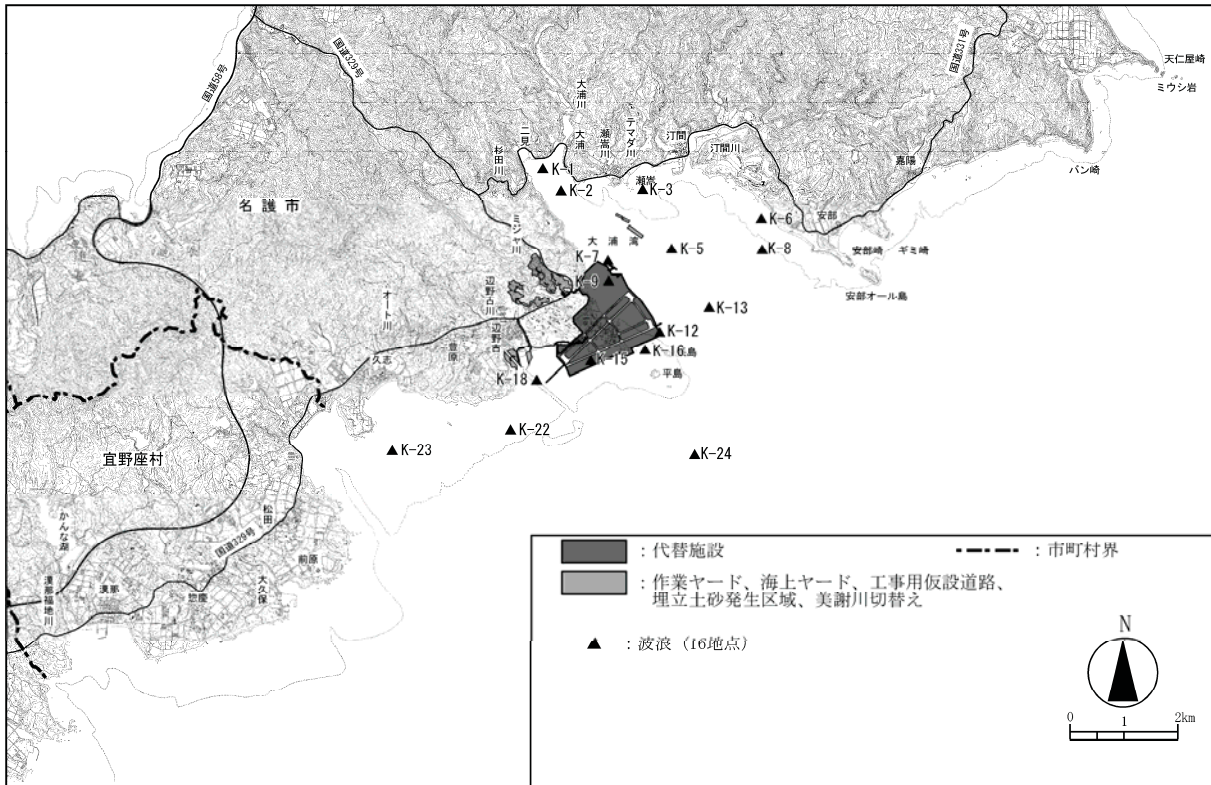 国道58号
国道329号
国道331号
天仁屋崎
ミウシ岩
バン崎
嘉陽
大浦川
瀬嵩川
テマダ川
汀間
汀間川
二見
大浦
杉田川
瀬嵩
K-1
K-2
K-3
名護市
K-6
安部
安部崎
ギミ崎
安部オール島
ミジャ川
大浦湾
K-5
K-8
K-7
K-9
K-13
辺野古川
辺野古
オート川
久志
豊原
K-12
K-16
K-15
平島
K-18
K-22
K-23
K-24
宜野座村
かんな湖
松田
国道329号
前原
大久保
惣慶
漢那
漢那福地川
：代替施設
：市町村界
：作業ヤード、海上ヤード、工事用仮設道路、
埋立土砂発生区域、美謝川切替え
▲ ：波浪（16地点）
N
0 1 2km